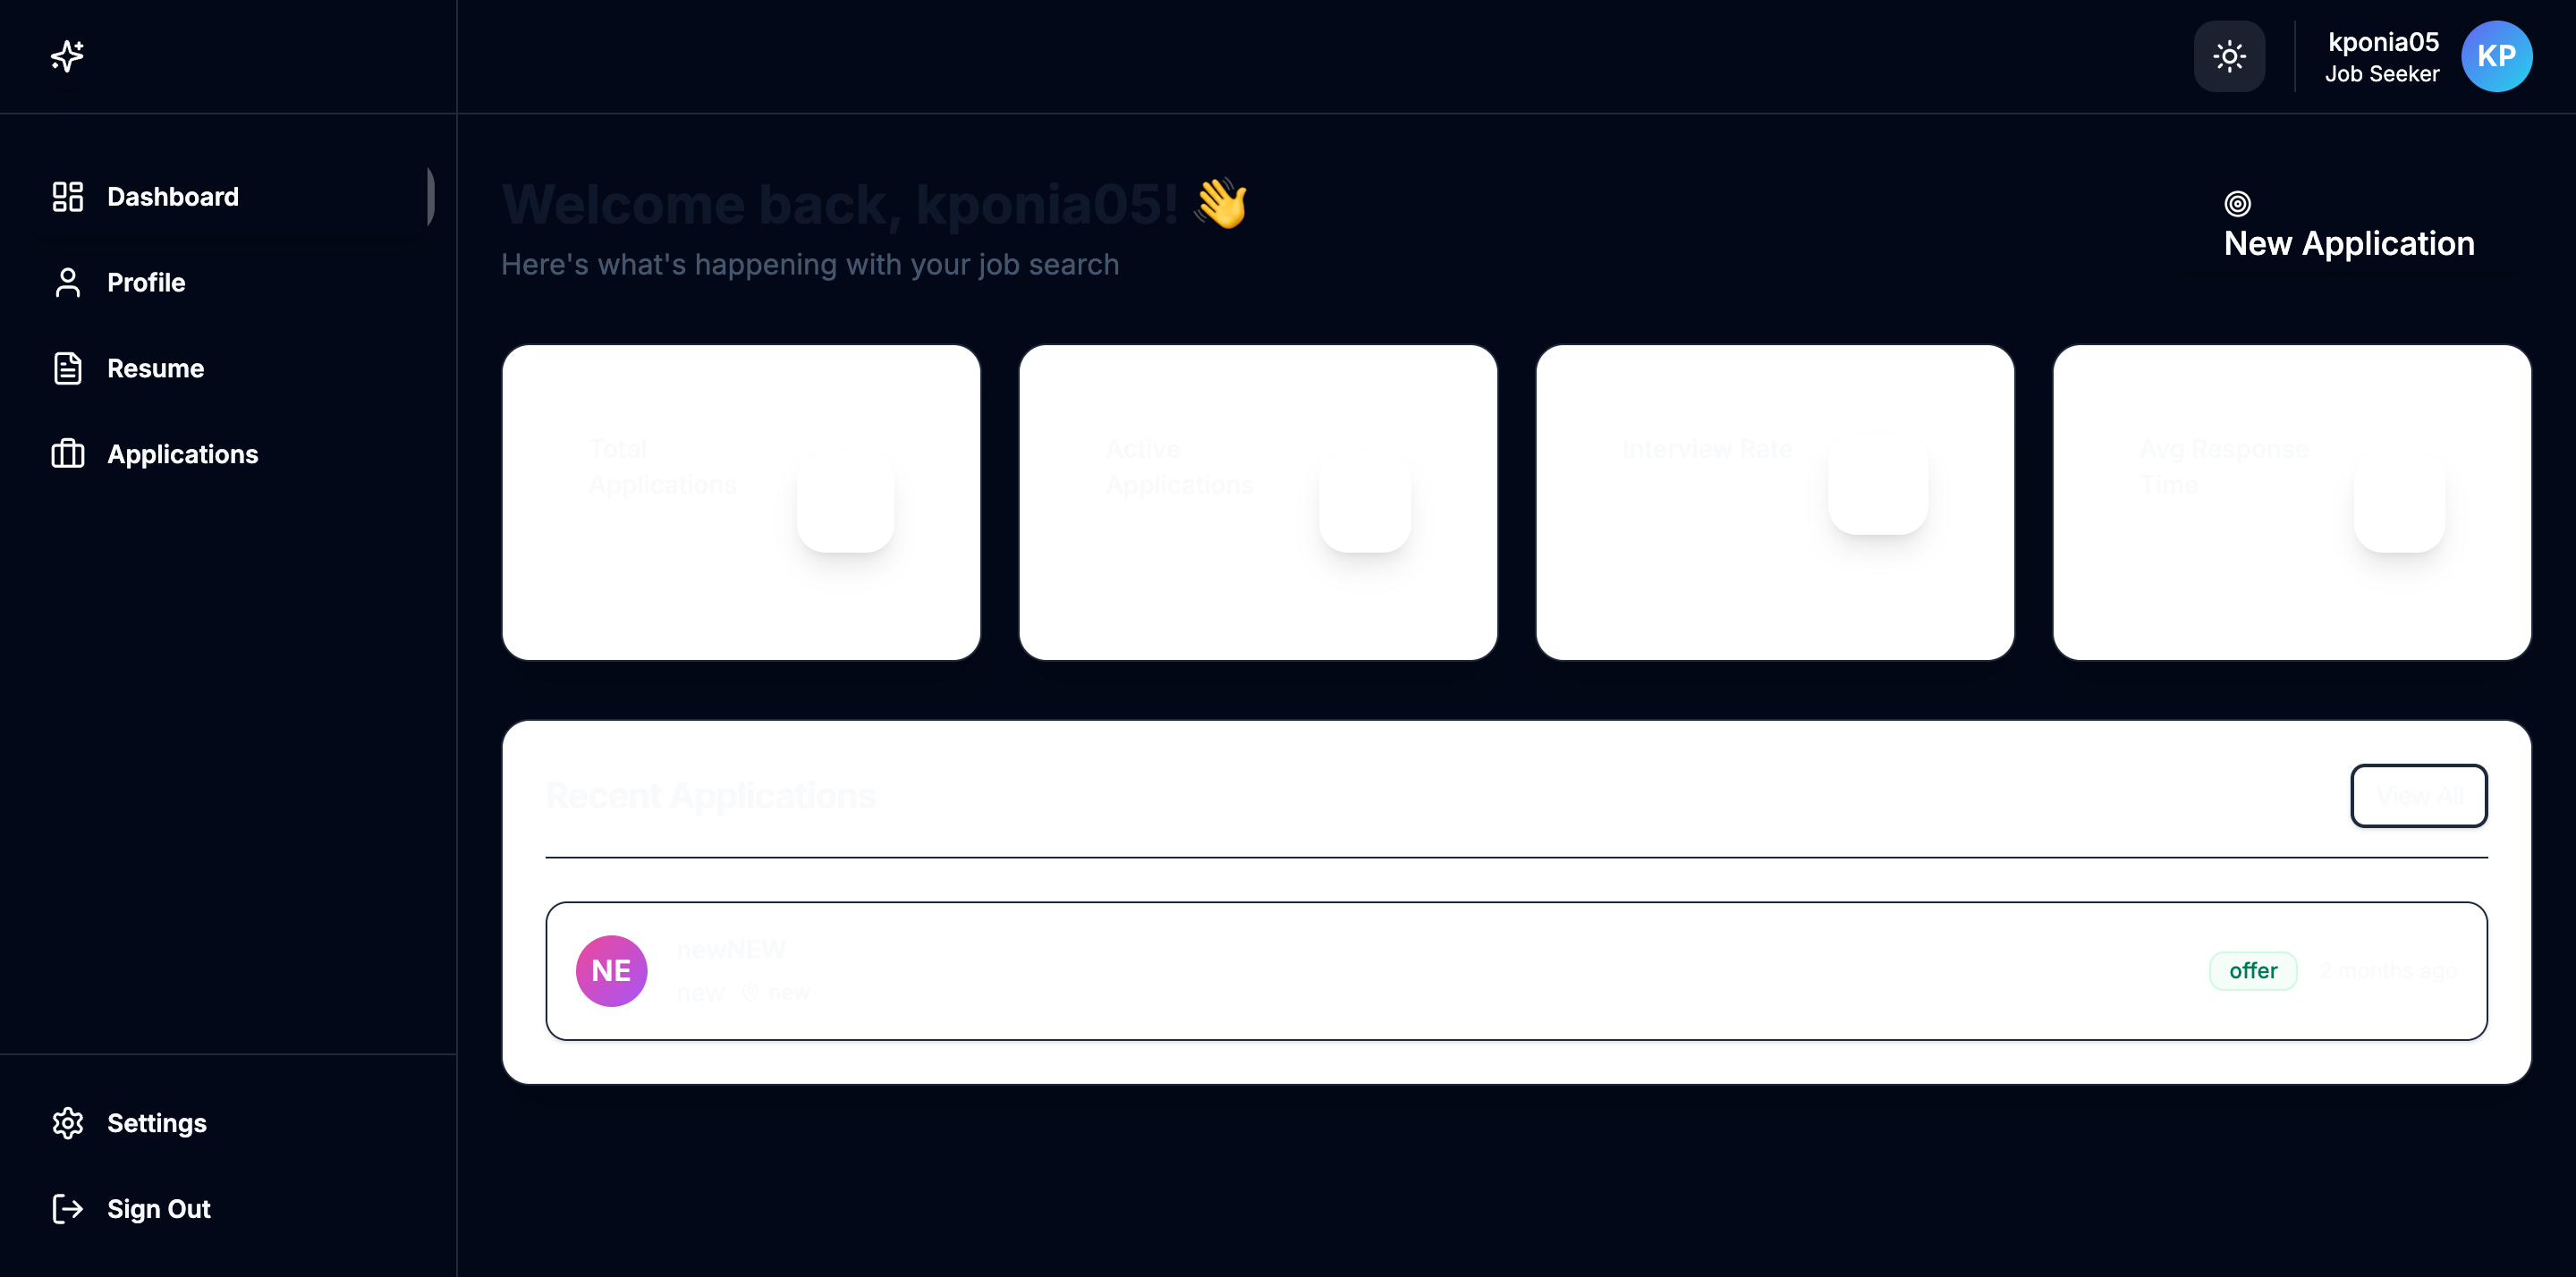 kponia05
Job Seeker
KP
Dashboard
Profile
Resume
Applications
Settings
Sign Out
Welcome back, kponia05! 👋
Here's what's happening with your job search
New Application
Total
Applications
Active
Applications
Interview Rate
Avg Response
Time
Recent Applications
View All
NE
newNEW
new new
offer
2 months ago